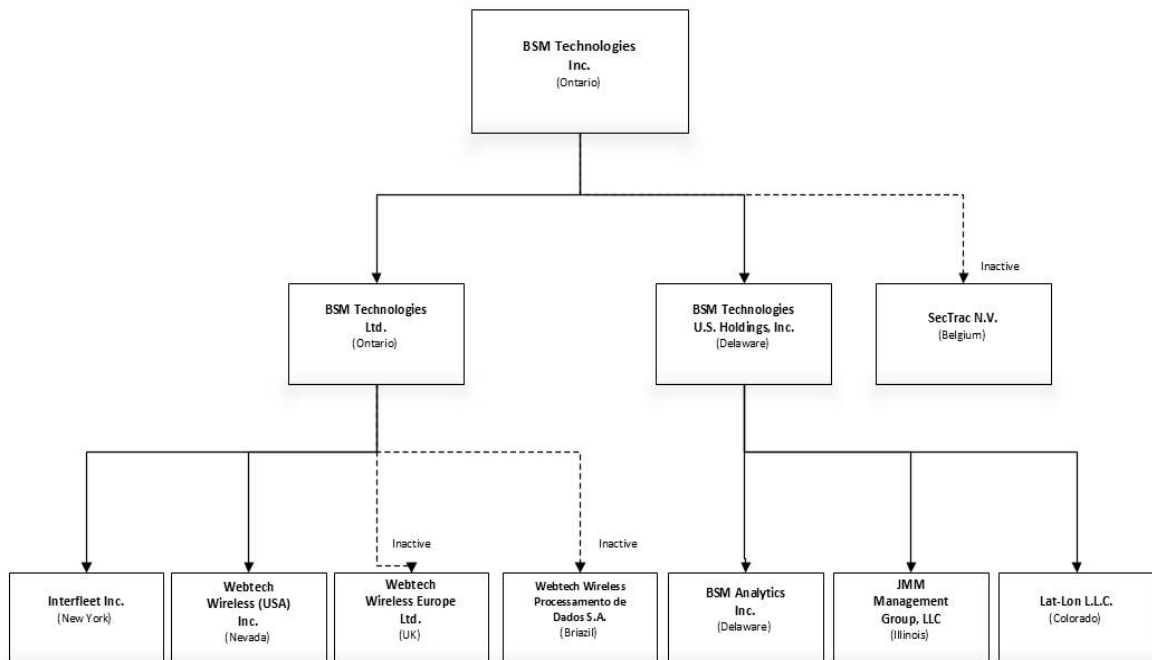 BSM Technologies
Inc.
(Ontario)
Inactive
BSM Technologies
Ltd.
(Ontario)
BSM Technologies
U.S. Holdings, Inc.
(Delaware)
SecTrac N.V.
(Belgium)
Inactive
Inactive
Interfleet Inc.
(New York)
Webtech
Wireless (USA)
Inc.
(Nevada)
Webtech
Wireless Europe
Ltd.
(UK)
Webtech Wireless
Processamento de
Dados S.A.
(Briazil)
BSM Analytics
Inc.
(Delaware)
JMM
Management
Group, LLC
(Illinois)
Lat-Lon L.L.C.
(Colorado)